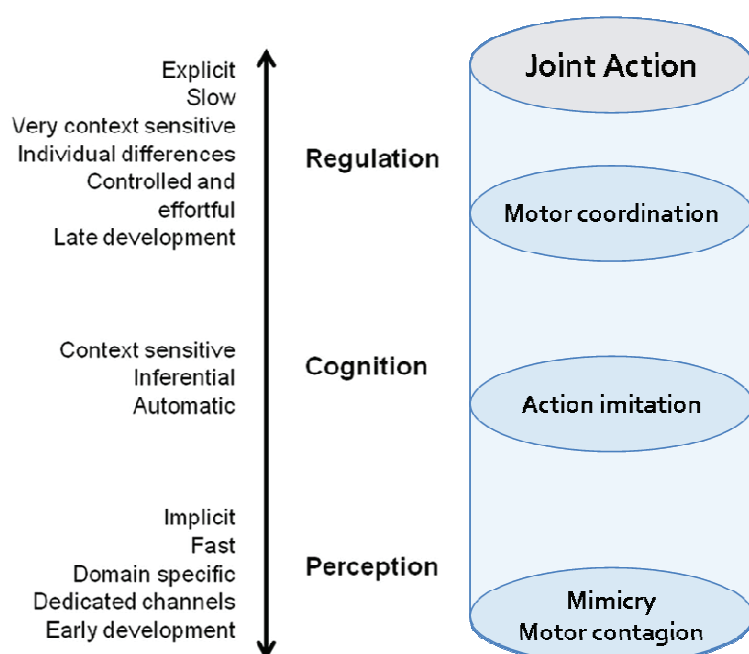 Explicit
Slow
Very context sensitive
Individual differences
Controlled and
effortful
Late development
Context sensitive
Inferential
Automatic
Implicit
Fast
Domain specific
Dedicated channels
Early development
Regulation
Cognition
Perception
Joint Action
Motor coordination
Action imitation
Mimicry
Motor contagion